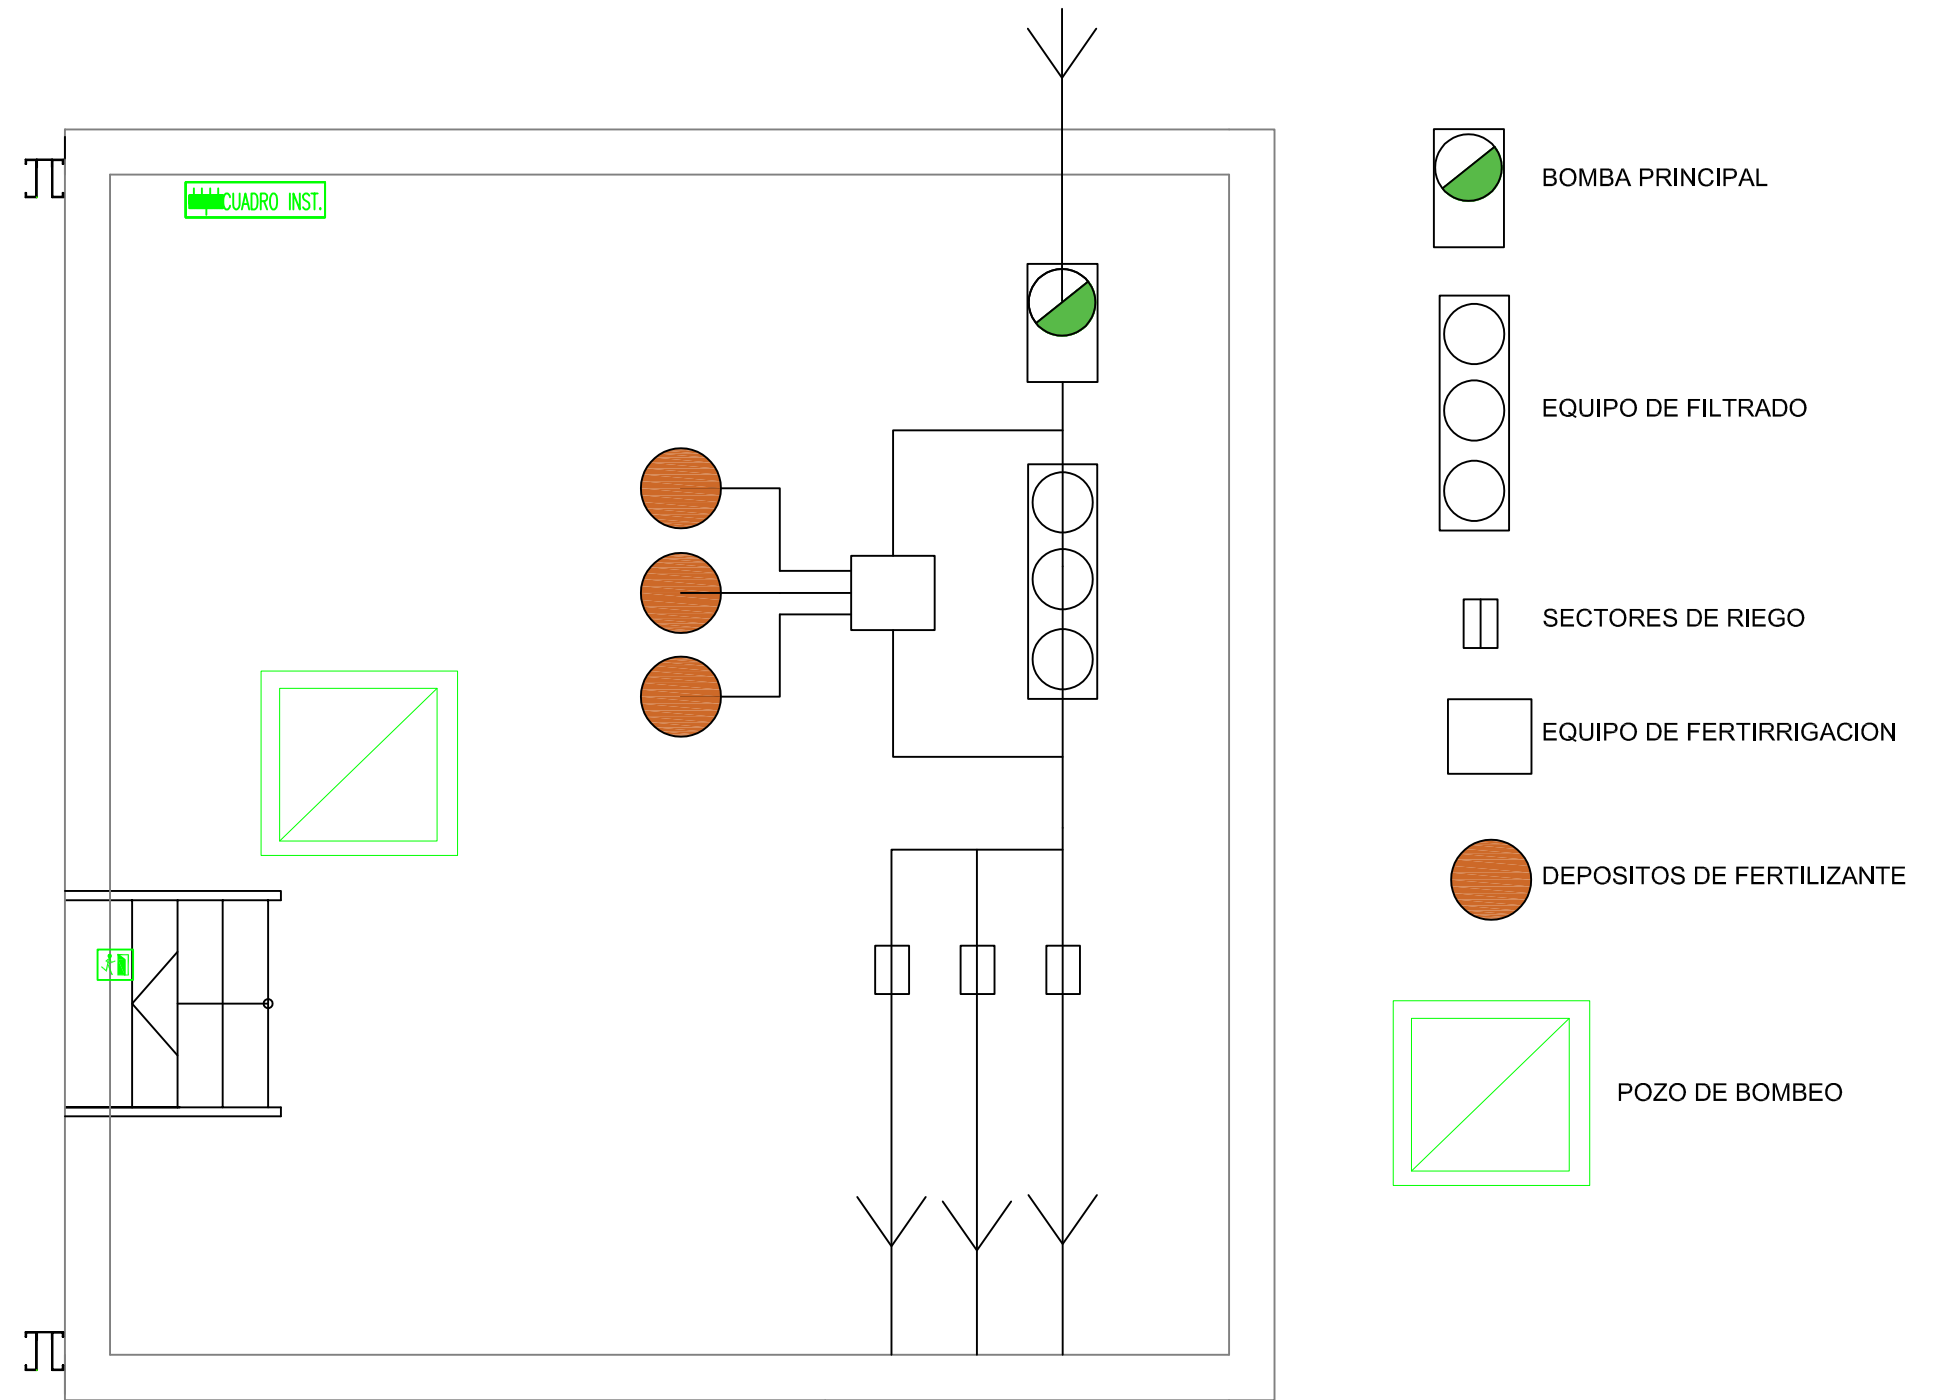 CUADRO INST.
BOMBA PRINCIPAL
EQUIPO DE FILTRADO
SECTORES DE RIEGO
EQUIPO DE FERTIRRIGACION
DEPOSITOS DE FERTILIZANTE
POZO DE BOMBEO